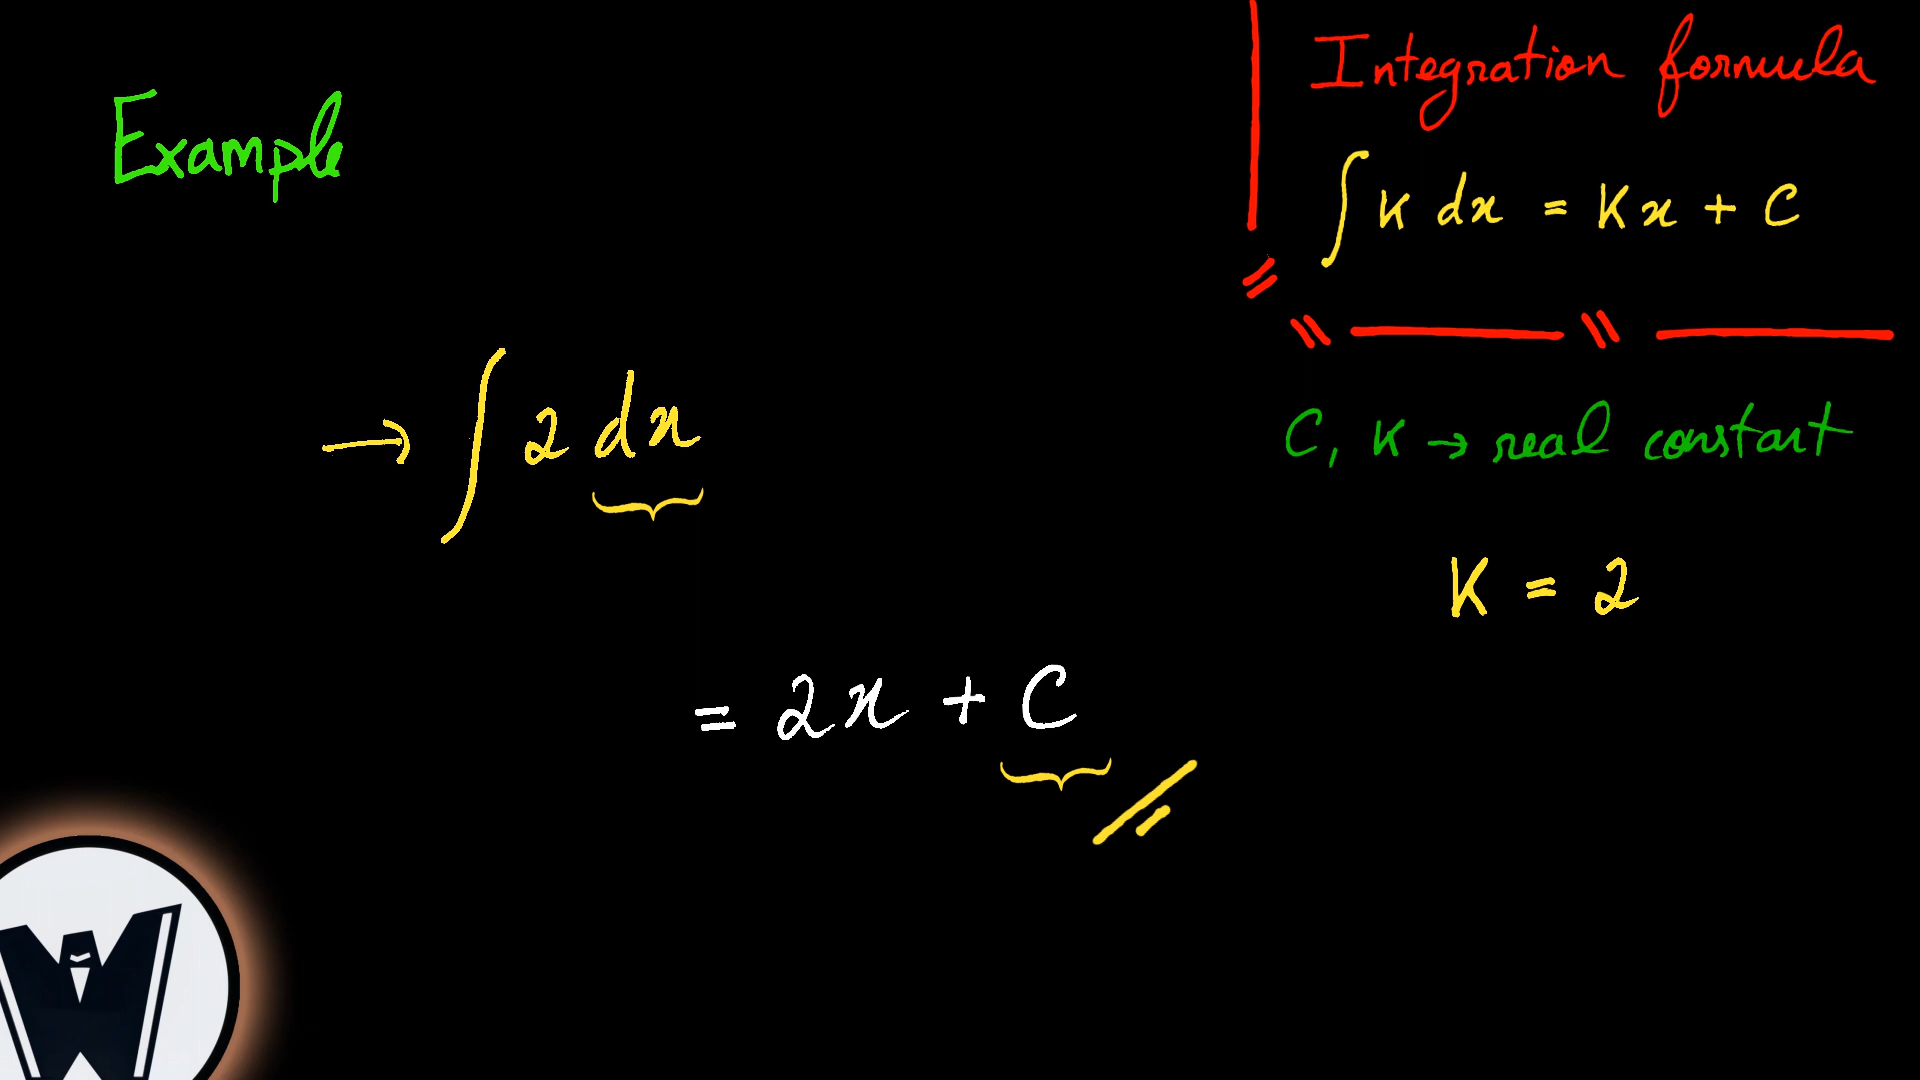 Example
→ ∫ 2 dx
= 2x + C
Integration formula
∫ K dx = Kx + C
C, K → real constant
K = 2
W